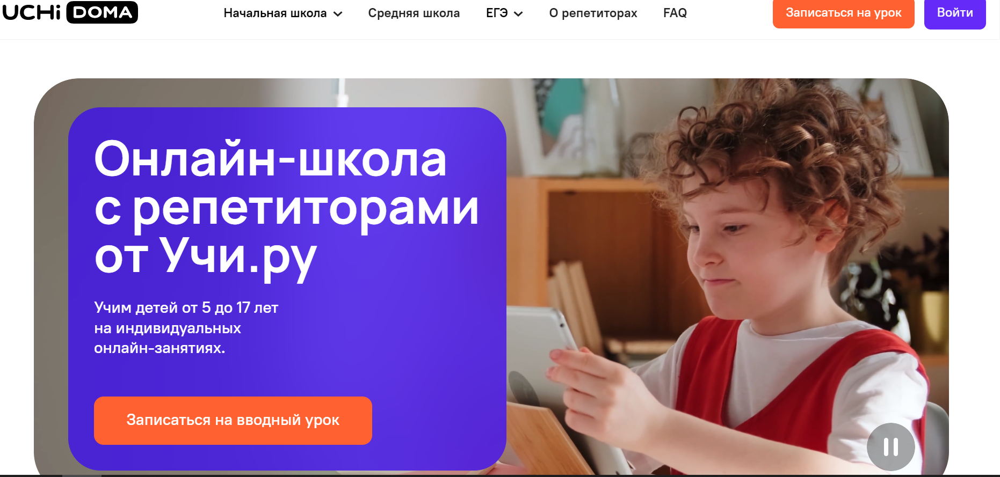 UCHi DOMA
Начальная школа
Средняя школа
ЕГЭ
О репетиторах
FAQ
Записаться на урок
Войти
Онлайн-школа
с репетиторами
от Учи.ру
Учим детей от 5 до 17 лет
на индивидуальных
онлайн-занятиях.
Записаться на вводный урок